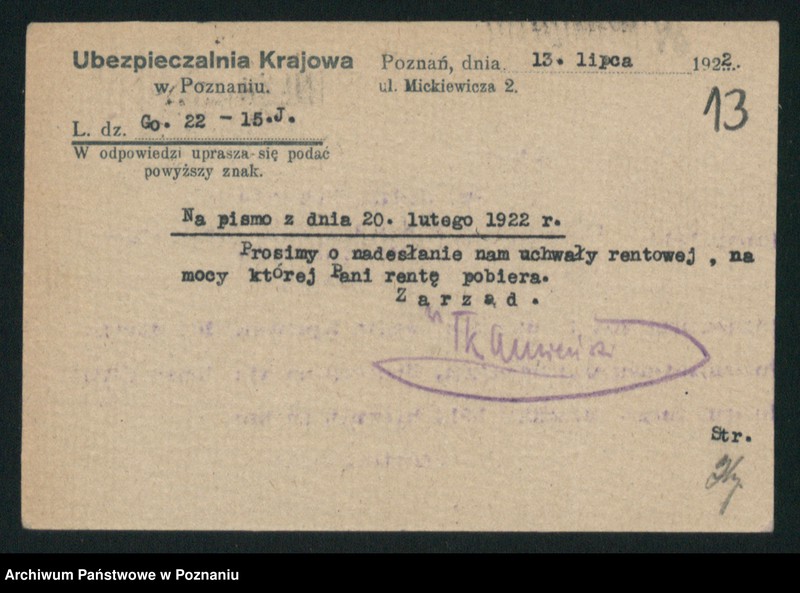 Ubezpieczalnia Krajowa
w Poznaniu.
Poznań, dnia 13. lipca 1922.
ul. Mickiewicza 2.
13
L. dz. Go. 22 - 15.J.
W odpowiedzi uprasza się podać
powyższy znak.
Na pismo z dnia 20. lutego 1922 r.
Prosimy o nadesłanie nam uchwały rentowej , na
mocy której Pani rentę pobiera.
Zarząd.
Str.
Archiwum Państwowe w Poznaniu